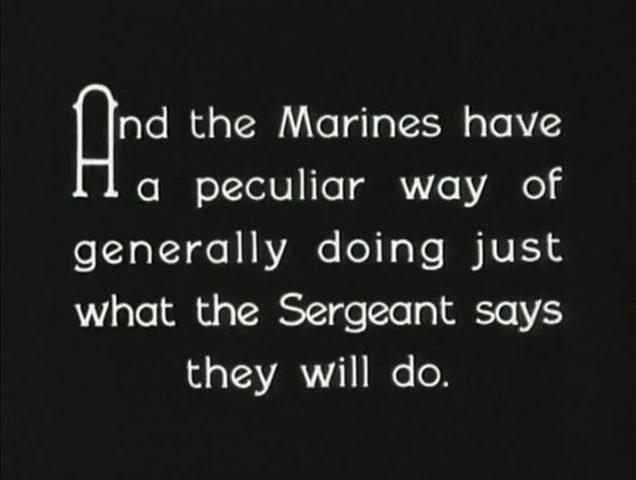 And the Marines have
a peculiar way of
generally doing just
what the Sergeant says
they will do.